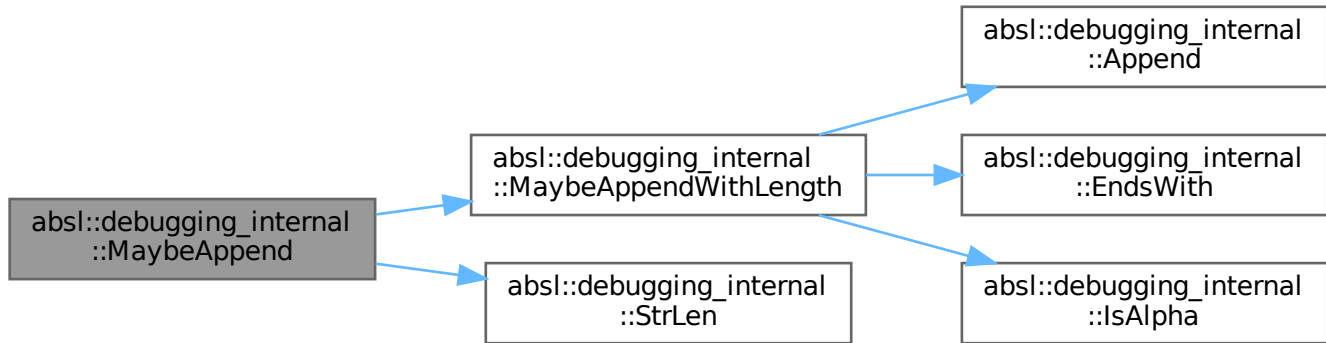 absl::debugging_internal
::MaybeAppend
absl::debugging_internal
::MaybeAppendWithLength
absl::debugging_internal
::StrLen
absl::debugging_internal
::Append
absl::debugging_internal
::EndsWith
absl::debugging_internal
::IsAlpha